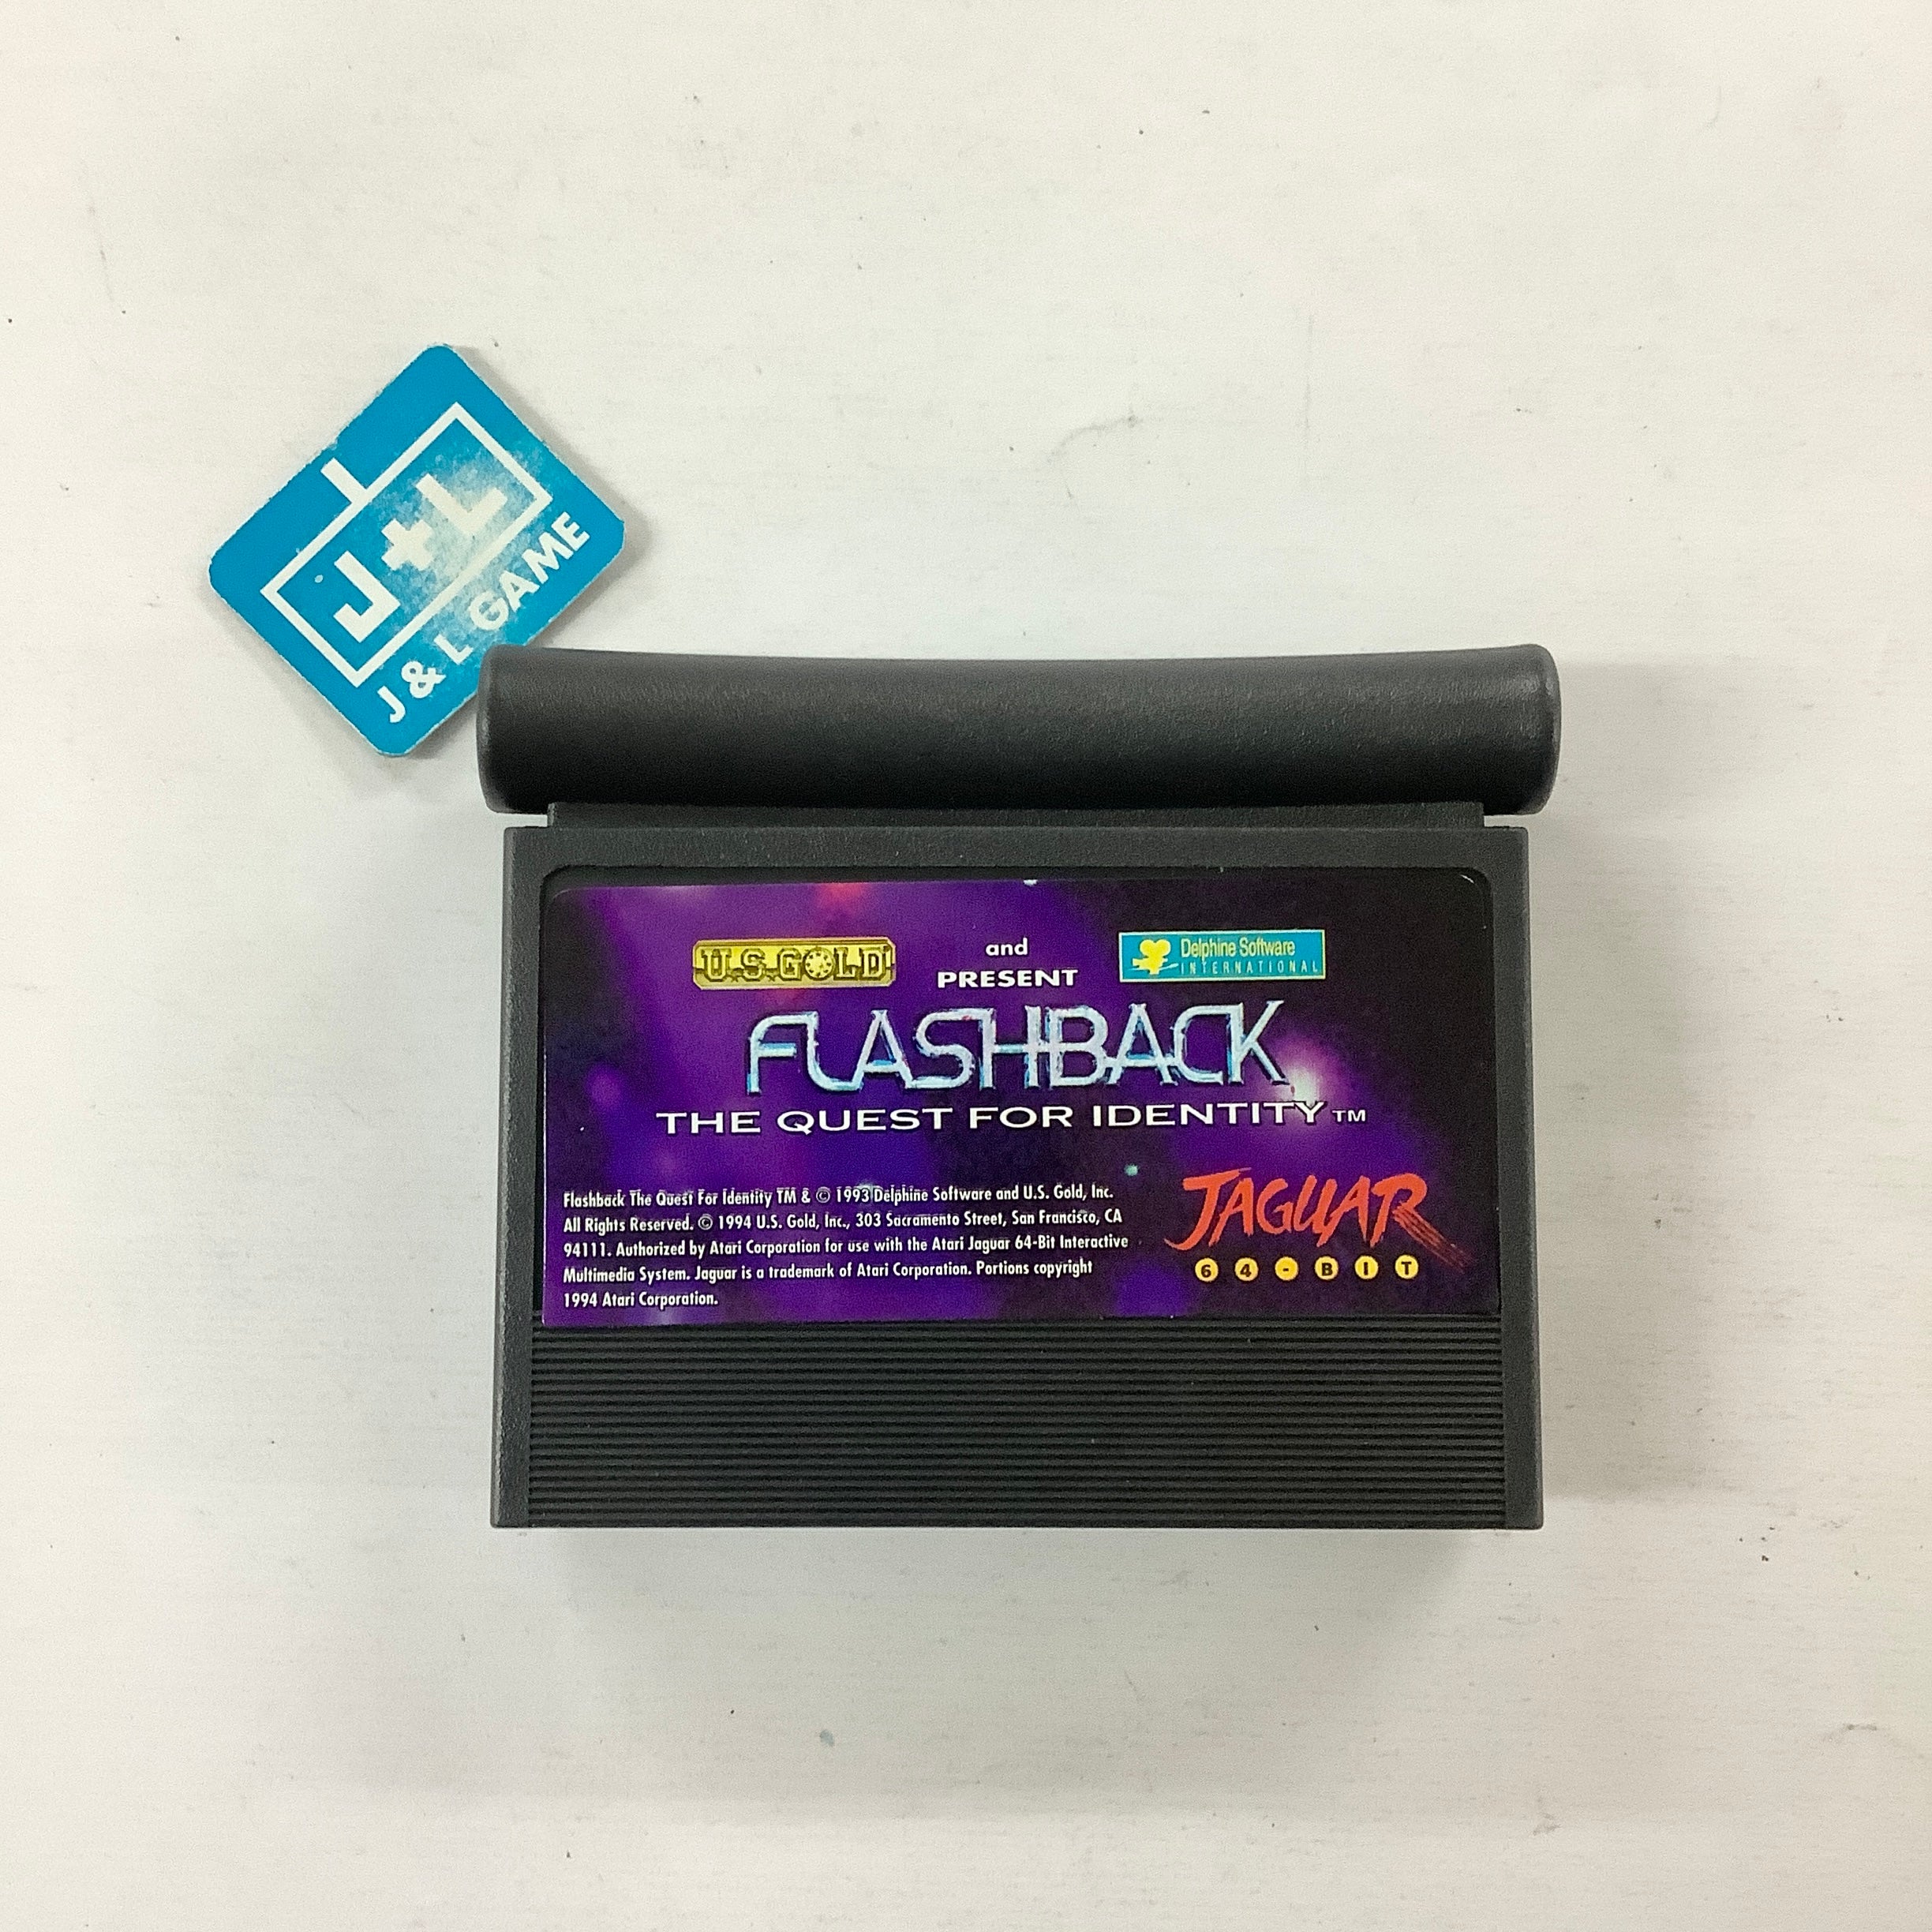 J+L
J & L GAME
U.S. GOLD
and
PRESENT
Delphine Software
INTERNATIONAL
FLASHBACK
THE QUEST FOR IDENTITY™
Flashback The Quest For Identity TM & © 1993 Delphine Software and U.S. Gold, Inc.
All Rights Reserved. © 1994 U.S. Gold, Inc., 303 Sacramento Street, San Francisco, CA
94111. Authorized by Atari Corporation for use with the Atari Jaguar 64-Bit Interactive
Multimedia System. Jaguar is a trademark of Atari Corporation. Portions copyright
1994 Atari Corporation.
JAGUAR
64-BIT